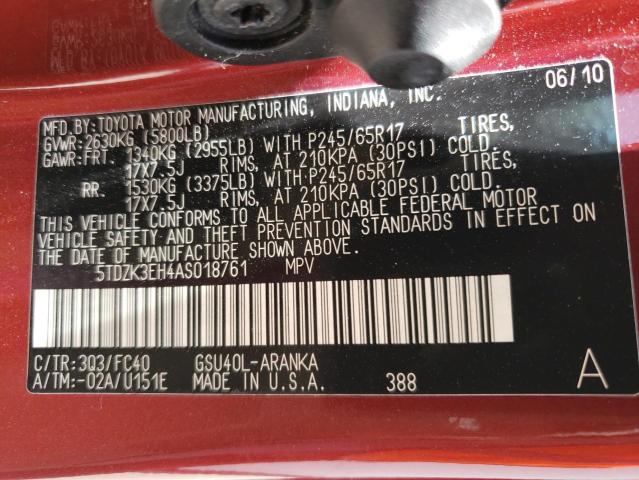 06/10
MFD.BY:TOYOTA MOTOR MANUFACTURING, INDIANA, INC.
GVWR: 2630KG (5800LB)
GAWR:FRT. 1340KG (2955LB) WITH P245/65R17 TIRES,
17X7.5J RIMS, AT 210KPA (30PSI) COLD.
RR. 1530KG (3375LB) WITH P245/65R17 TIRES,
17X7.5J RIMS, AT 210KPA (30PSI) COLD.
THIS VEHICLE CONFORMS TO ALL APPLICABLE FEDERAL MOTOR
VEHICLE SAFETY AND THEFT PREVENTION STANDARDS IN EFFECT ON
THE DATE OF MANUFACTURE SHOWN ABOVE.
5TDZK3EH4AS018761 MPV
C/TR: 3Q3/FC40 GSU40L-ARANKA
A/TM:-02A/U151E MADE IN U.S.A. 388 A